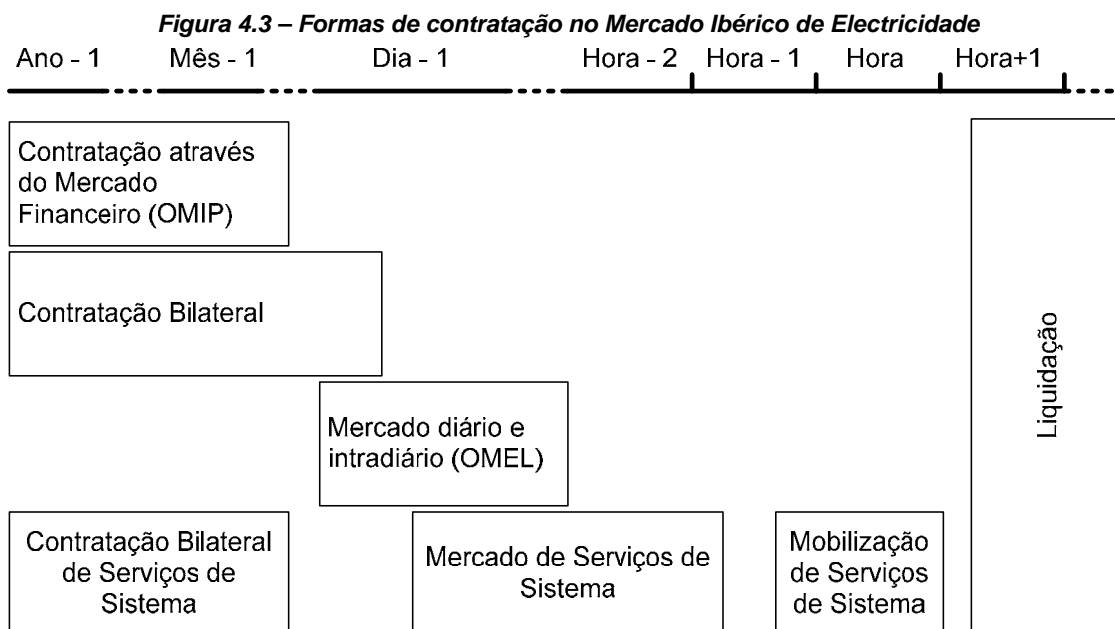 Figura 4.3 – Formas de contratação no Mercado Ibérico de Electricidade
Ano - 1 Mês - 1 Dia - 1 Hora - 2 Hora - 1 Hora Hora+1
Contratação através
do Mercado
Financeiro (OMIP)
Contratação Bilateral
Mercado diário e
intradiário (OMEL)
Contratação Bilateral
de Serviços de
Sistema
Mercado de Serviços de
Sistema
Mobilização
de Serviços
de Sistema
Liquidação